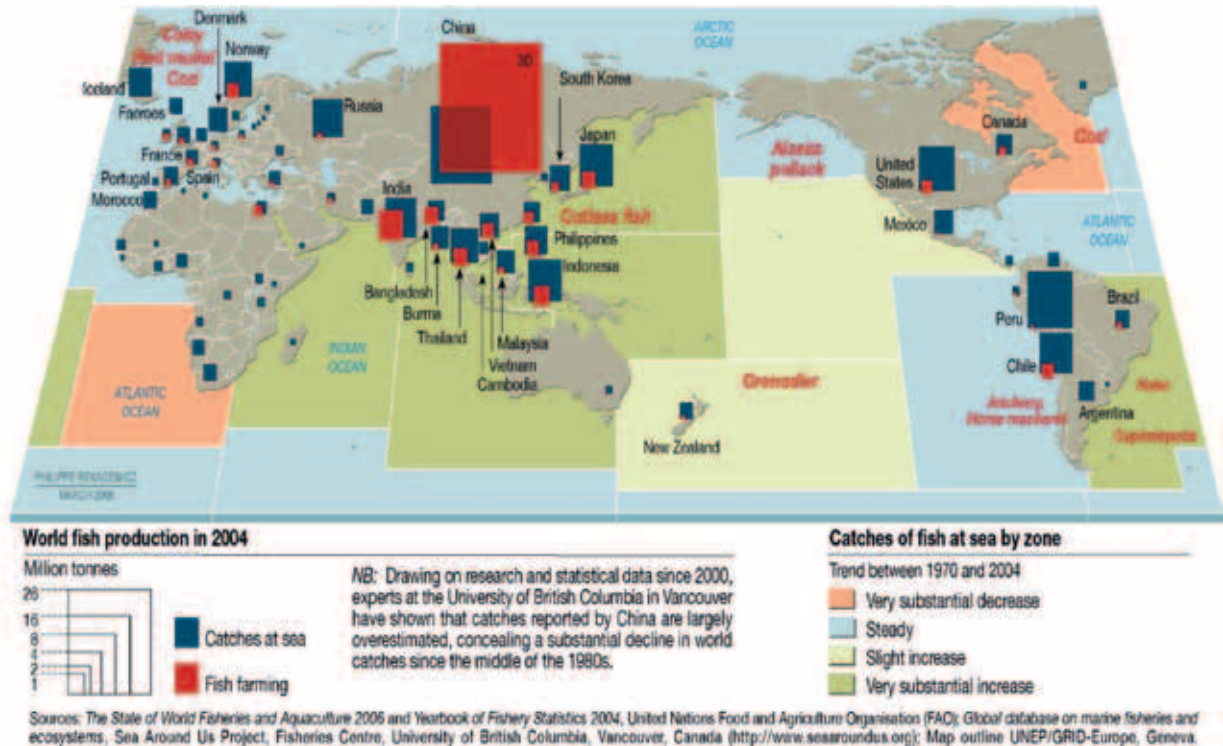 Denmark
China
ARCTIC
OCEAN
Norway
30
South Korea
Iceland
Faeroes
Russia
Japan
Canada
Cod
Alaska
pollack
United
States
France
Portugal
Spain
Morocco
India
Cutlass fish
Mexico
ATLANTIC
OCEAN
Philippines
Indonesia
Bangladesh
Burma
Thailand
Malaysia
Vietnam
Cambodia
Brazil
Peru
INDIAN
OCEAN
Chile
Grenadier
Hake
ATLANTIC
OCEAN
Anchovy
Horse mackerel
Argentina
New Zealand
PHILIPPE REKACEWICZ
World fish production in 2004
Million tonnes
16
8
4
2
1
Catches at sea
Fish farming
NB: Drawing on research and statistical data since 2000,
experts at the University of British Columbia in Vancouver
have shown that catches reported by China are largely
overestimated, concealing a substantial decline in world
catches since the middle of the 1980s.
Catches of fish at sea by zone
Trend between 1970 and 2004
Very substantial decrease
Steady
Slight increase
Very substantial increase
Sources: The State of World Fisheries and Aquaculture 2006 and Yearbook of Fishery Statistics 2004, United Nations Food and Agriculture Organisation (FAO); Global database on marine fisheries and
ecosystems, Sea Around Us Project, Fisheries Centre, University of British Columbia, Vancouver, Canada (http://www.seaaroundus.org); Map outline UNEP/GRID-Europe, Geneva.